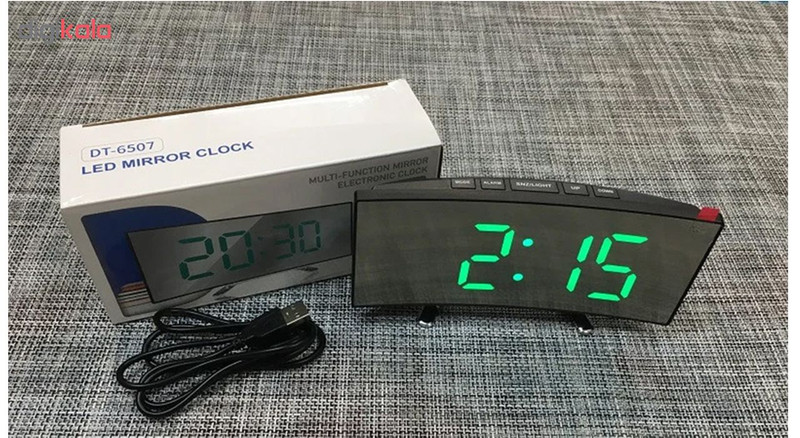 DT-6507
LED MIRROR CLOCK
MULTI-FUNCTION MIRROR
ELECTRONIC CLOCK
20:30
MODE ALARM SNZ/LIGHT UP DOWN
2:15